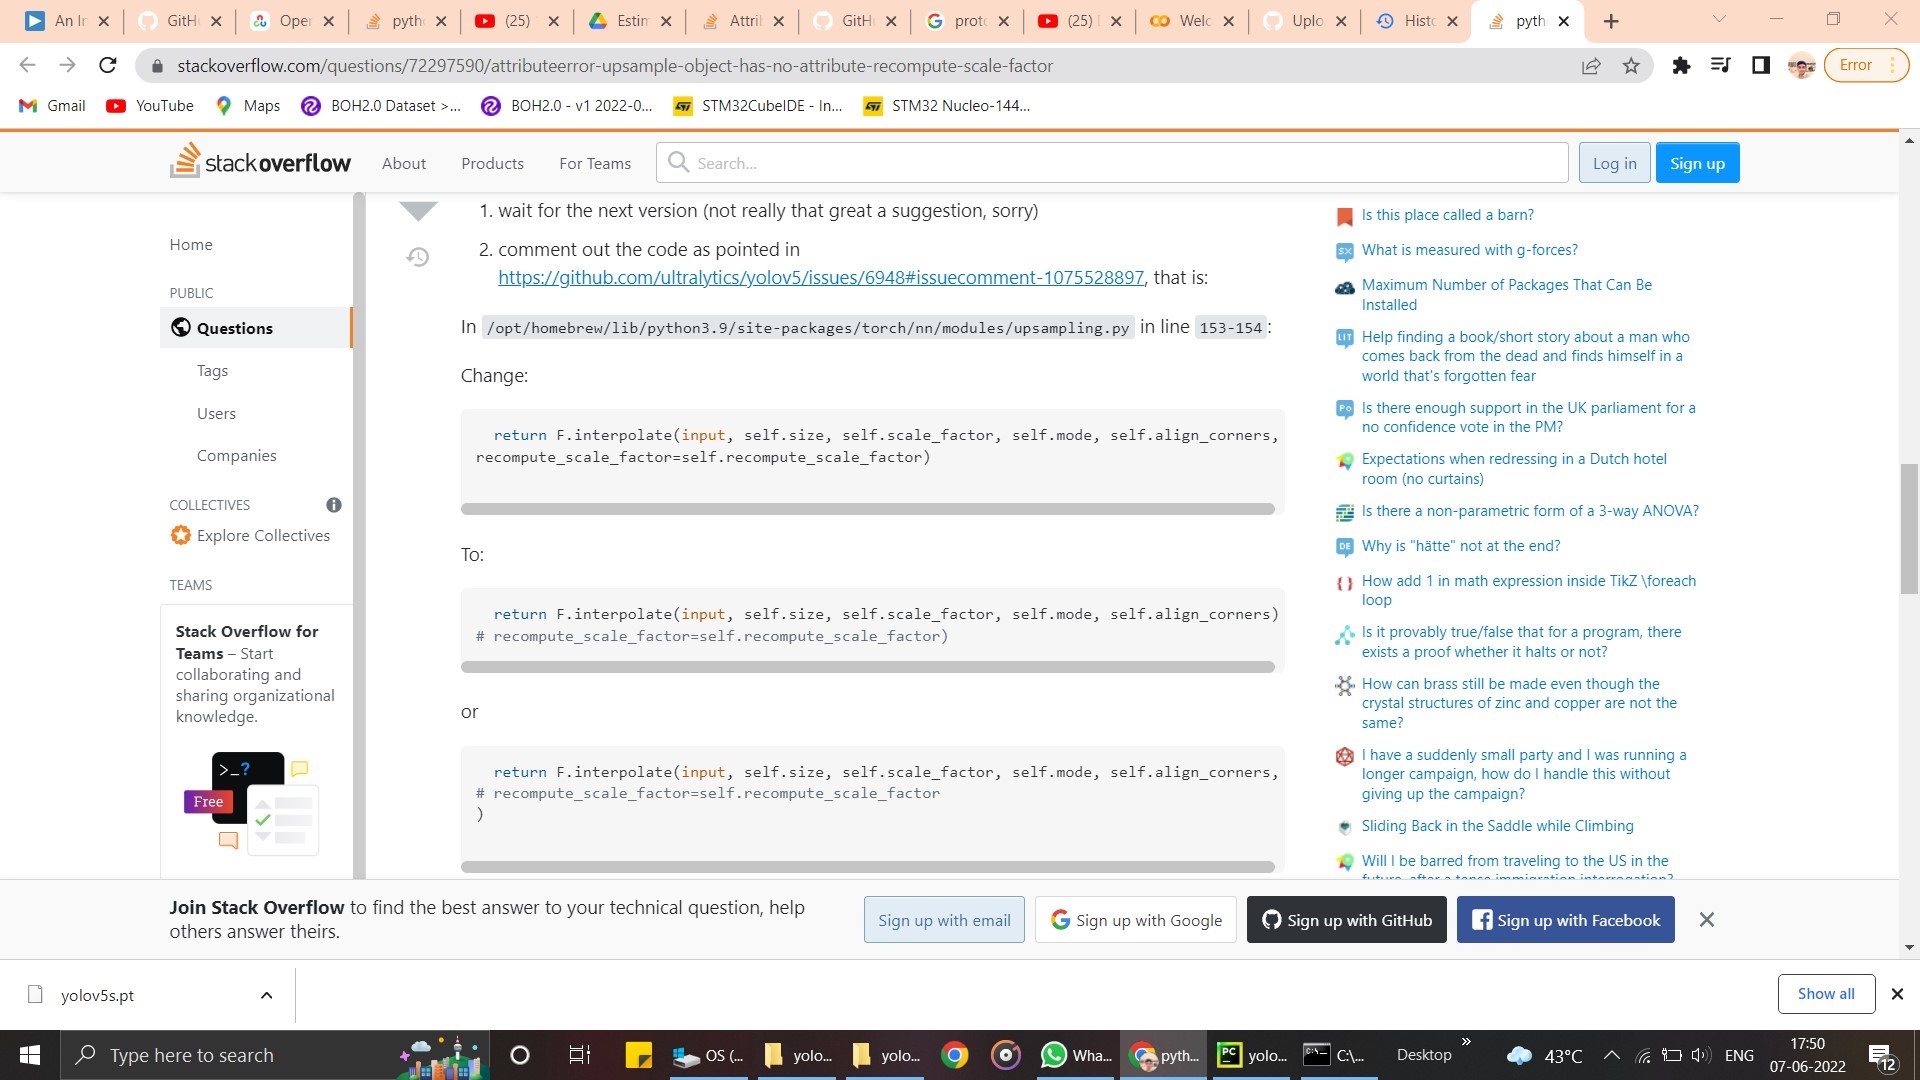 An In
GitH
Oper
pytho
(25)
Estim
Attril
GitH
proto
(25)
Welc
Uplo
Histo
pytho
stackoverflow.com/questions/72297590/attributeerror-upsample-object-has-no-attribute-recompute-scale-factor
Error
Gmail
YouTube
Maps
BOH2.0 Dataset >...
BOH2.0 - v1 2022-0...
STM32CubeIDE - In...
STM32 Nucleo-144...
stackoverflow
About
Products
For Teams
Search...
Log in
Sign up
Home
PUBLIC
Questions
Tags
Users
Companies
COLLECTIVES
Explore Collectives
TEAMS
Stack Overflow for
Teams – Start
collaborating and
sharing organizational
knowledge.
>_?
Free
1. wait for the next version (not really that great a suggestion, sorry)
2. comment out the code as pointed in
https://github.com/ultralytics/yolov5/issues/6948#issuecomment-1075528897, that is:
In /opt/homebrew/lib/python3.9/site-packages/torch/nn/modules/upsampling.py in line 153-154 :
Change:
return F.interpolate(input, self.size, self.scale_factor, self.mode, self.align_corners,
recompute_scale_factor=self.recompute_scale_factor)
To:
return F.interpolate(input, self.size, self.scale_factor, self.mode, self.align_corners)
# recompute_scale_factor=self.recompute_scale_factor)
or
return F.interpolate(input, self.size, self.scale_factor, self.mode, self.align_corners,
# recompute_scale_factor=self.recompute_scale_factor
)
Is this place called a barn?
What is measured with g-forces?
Maximum Number of Packages That Can Be
Installed
Help finding a book/short story about a man who
comes back from the dead and finds himself in a
world that's forgotten fear
Is there enough support in the UK parliament for a
no confidence vote in the PM?
Expectations when redressing in a Dutch hotel
room (no curtains)
Is there a non-parametric form of a 3-way ANOVA?
Why is "hätte" not at the end?
How add 1 in math expression inside TikZ \foreach
loop
Is it provably true/false that for a program, there
exists a proof whether it halts or not?
How can brass still be made even though the
crystal structures of zinc and copper are not the
same?
I have a suddenly small party and I was running a
longer campaign, how do I handle this without
giving up the campaign?
Sliding Back in the Saddle while Climbing
Will I be barred from traveling to the US in the
future, after a tense immigration interrogation?
Join Stack Overflow to find the best answer to your technical question, help
others answer theirs.
Sign up with email
Sign up with Google
Sign up with GitHub
Sign up with Facebook
yolov5s.pt
Show all
Type here to search
OS (...
yolo...
yolo...
Wha...
pyth...
yolo...
C:\...
Desktop
43°C
ENG
17:50
07-06-2022
12